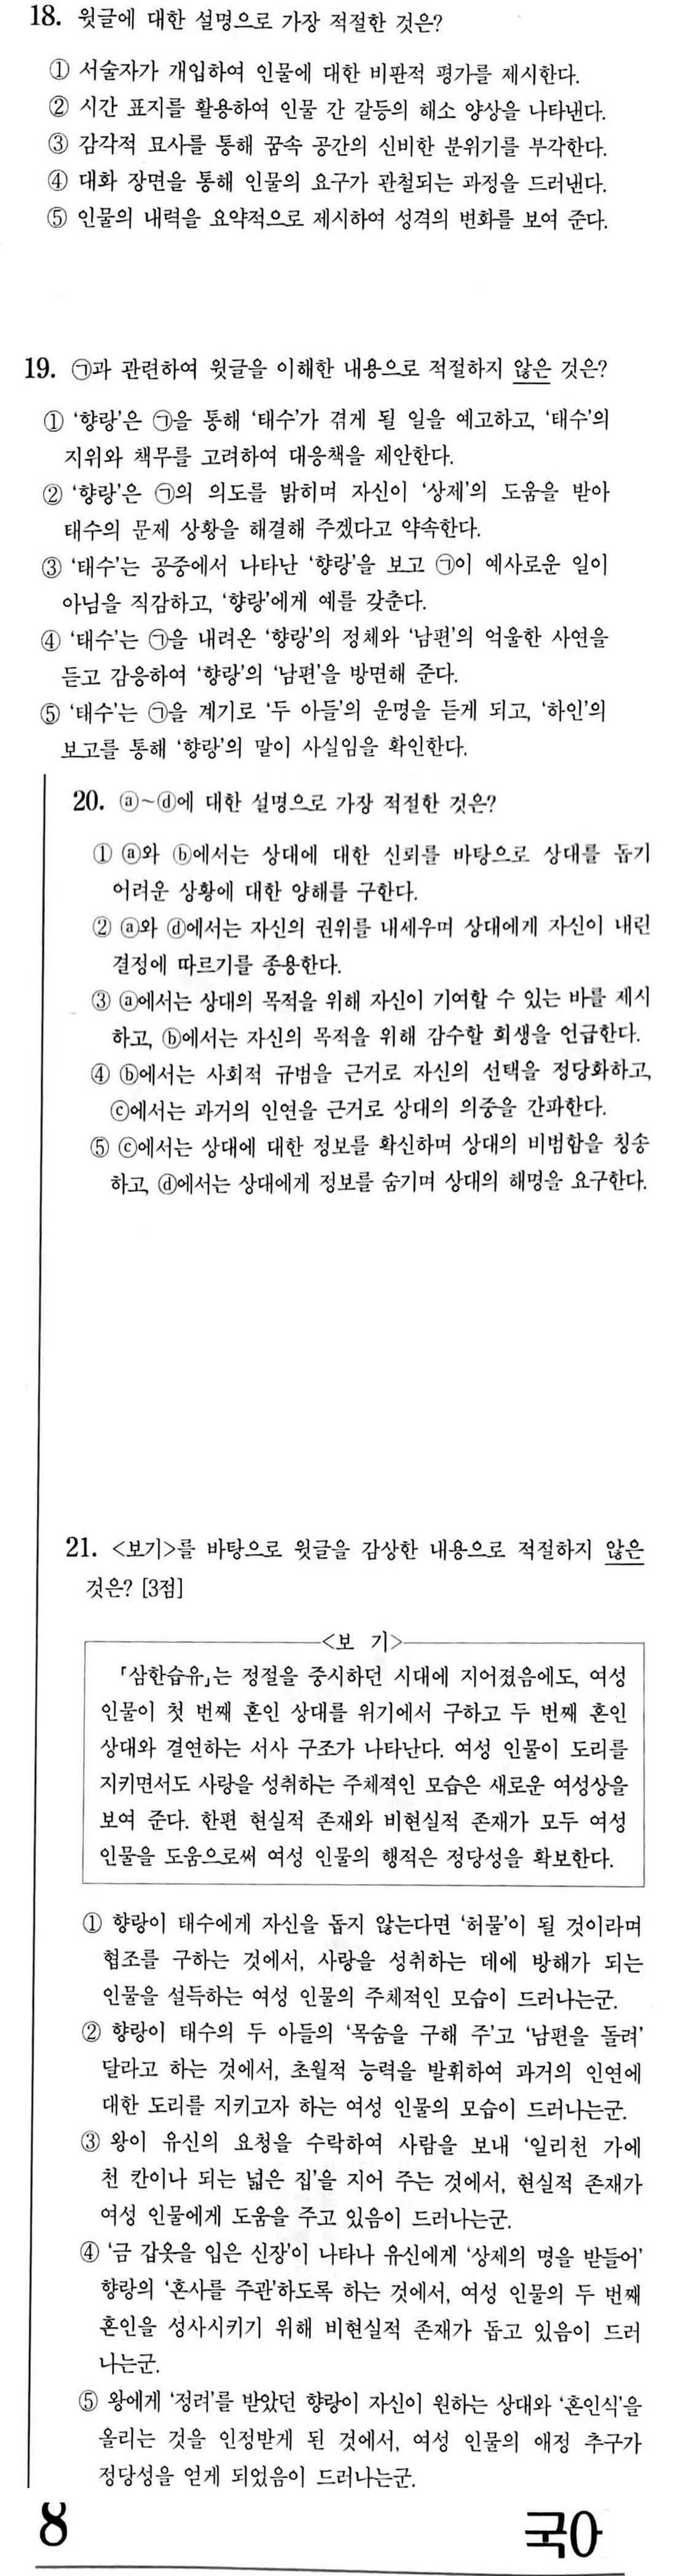 18. 윗글에 대한 설명으로 가장 적절한 것은?
① 서술자가 개입하여 인물에 대한 비판적 평가를 제시한다.
② 시간 표지를 활용하여 인물 간 갈등의 해소 양상을 나타낸다.
③ 감각적 묘사를 통해 꿈속 공간의 신비한 분위기를 부각한다.
④ 대화 장면을 통해 인물의 요구가 관철되는 과정을 드러낸다.
⑤ 인물의 내력을 요약적으로 제시하여 성격의 변화를 보여 준다.
19. ㉠과 관련하여 윗글을 이해한 내용으로 적절하지 않은 것은?
① ‘향랑’은 ㉠을 통해 ‘태수’가 겪게 될 일을 예고하고, ‘태수’의
지위와 책무를 고려하여 대응책을 제안한다.
② ‘향랑’은 ㉠의 의도를 밝히며 자신이 ‘상제’의 도움을 받아
태수의 문제 상황을 해결해 주겠다고 약속한다.
③ ‘태수’는 공중에서 나타난 ‘향랑’을 보고 ㉠이 예사로운 일이
아님을 직감하고, ‘향랑’에게 예를 갖춘다.
④ ‘태수’는 ㉠을 내려온 ‘향랑’의 정체와 ‘남편’의 억울한 사연을
듣고 감응하여 ‘향랑’의 ‘남편’을 방면해 준다.
⑤ ‘태수’는 ㉠을 계기로 ‘두 아들’의 운명을 듣게 되고, ‘하인’의
보고를 통해 ‘향랑’의 말이 사실임을 확인한다.
20. ⓐ~ⓓ에 대한 설명으로 가장 적절한 것은?
① ⓐ와 ⓑ에서는 상대에 대한 신뢰를 바탕으로 상대를 돕기
어려운 상황에 대한 양해를 구한다.
② ⓐ와 ⓓ에서는 자신의 권위를 내세우며 상대에게 자신이 내린
결정에 따르기를 종용한다.
③ ⓐ에서는 상대의 목적을 위해 자신이 기여할 수 있는 바를 제시
하고, ⓑ에서는 자신의 목적을 위해 감수할 희생을 언급한다.
④ ⓑ에서는 사회적 규범을 근거로 자신의 선택을 정당화하고,
ⓒ에서는 과거의 인연을 근거로 상대의 의중을 간파한다.
⑤ ⓒ에서는 상대에 대한 정보를 확신하며 상대의 비범함을 칭송
하고, ⓓ에서는 상대에게 정보를 숨기며 상대의 해명을 요구한다.
21. <보기>를 바탕으로 윗글을 감상한 내용으로 적절하지 않은
것은? [3점]
<보 기>
「삼한습유」는 정절을 중시하던 시대에 지어졌음에도, 여성
인물이 첫 번째 혼인 상대를 위기에서 구하고 두 번째 혼인
상대와 결연하는 서사 구조가 나타난다. 여성 인물이 도리를
지키면서도 사랑을 성취하는 주체적인 모습은 새로운 여성상을
보여 준다. 한편 현실적 존재와 비현실적 존재가 모두 여성
인물을 도움으로써 여성 인물의 행적은 정당성을 확보한다.
① 향랑이 태수에게 자신을 돕지 않는다면 ‘허물’이 될 것이라며
협조를 구하는 것에서, 사랑을 성취하는 데에 방해가 되는
인물을 설득하는 여성 인물의 주체적인 모습이 드러나는군.
② 향랑이 태수의 두 아들의 ‘목숨을 구해 주’고 ‘남편을 돌려’
달라고 하는 것에서, 초월적 능력을 발휘하여 과거의 인연에
대한 도리를 지키고자 하는 여성 인물의 모습이 드러나는군.
③ 왕이 유신의 요청을 수락하여 사람을 보내 ‘일리천 가에
천 칸이나 되는 넓은 집’을 지어 주는 것에서, 현실적 존재가
여성 인물에게 도움을 주고 있음이 드러나는군.
④ ‘금 갑옷을 입은 신장’이 나타나 유신에게 ‘상제의 명을 받들어’
향랑의 ‘혼사를 주관’하도록 하는 것에서, 여성 인물의 두 번째
혼인을 성사시키기 위해 비현실적 존재가 돕고 있음이 드러
나는군.
⑤ 왕에게 ‘정려’를 받았던 향랑이 자신이 원하는 상대와 ‘혼인식’을
올리는 것을 인정받게 된 것에서, 여성 인물의 애정 추구가
정당성을 얻게 되었음이 드러나는군.
8